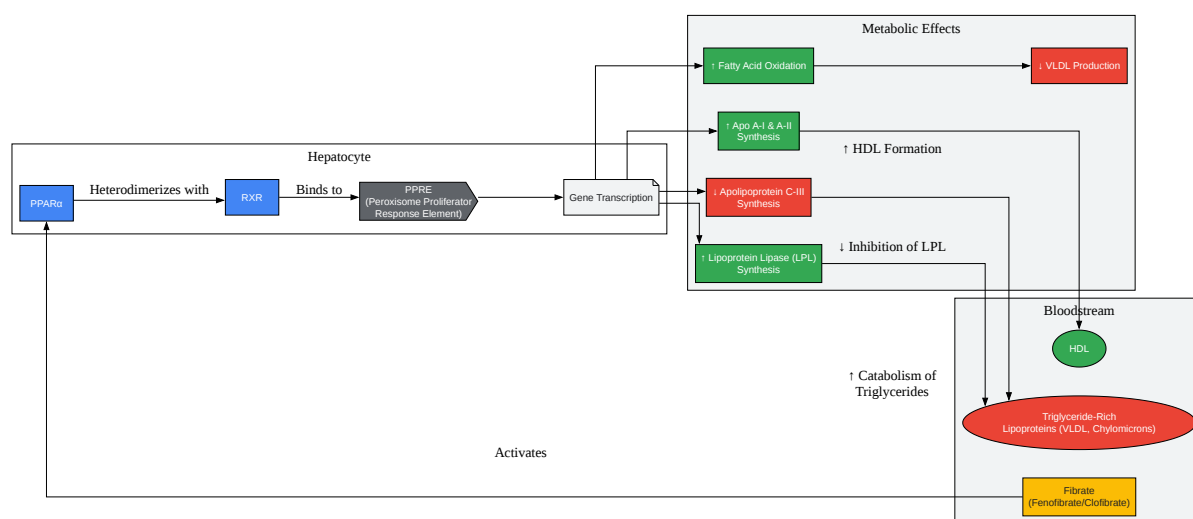 Metabolic Effects
↑ Fatty Acid Oxidation
↓ VLDL Production
↑ Apo A-I & A-II
Synthesis
↑ HDL Formation
Hepatocyte
PPARα
Heterodimerizes with
RXR
Binds to
PPRE
(Peroxisome Proliferator
Response Element)
Gene Transcription
↓ Apolipoprotein C-III
Synthesis
↑ Lipoprotein Lipase (LPL)
Synthesis
↓ Inhibition of LPL
Bloodstream
HDL
↑ Catabolism of
Triglycerides
Triglyceride-Rich
Lipoproteins (VLDL, Chylomicrons)
Activates
Fibrate
(Fenofibrate/Clofibrate)